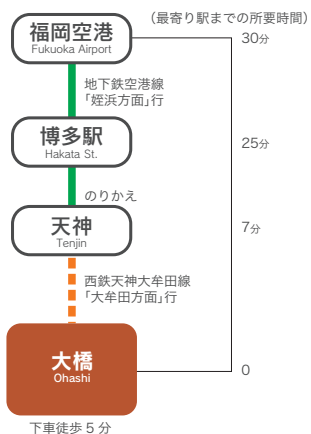 （最寄り駅までの所要時間）
福岡空港
Fukuoka Airport
30分
地下鉄空港線
「姪浜方面」行
博多駅
Hakata St.
25分
のりかえ
天神
Tenjin
7分
西鉄天神大牟田線
「大牟田方面」行
大橋
Ohashi
0
下車徒歩 5 分